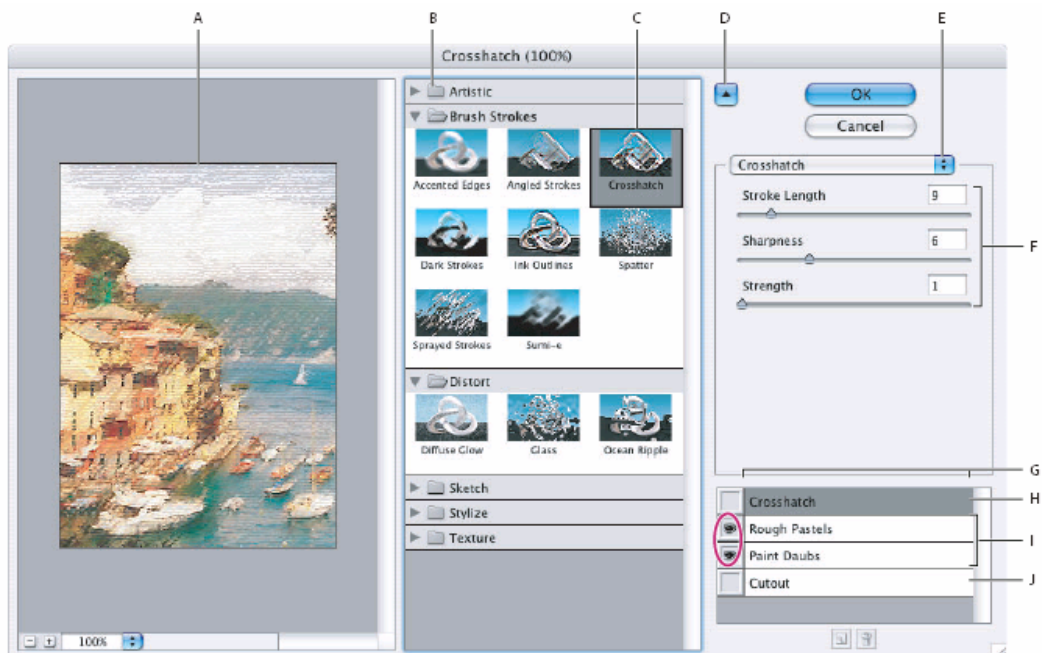 A B C D E
Crosshatch (100%)
Artistic
Brush Strokes
Accented Edges Angled Strokes Crosshatch
Dark Strokes Ink Outlines Spatter
Sprayed Strokes Sumi-e
Distort
Diffuse Glow Glass Ocean Ripple
Sketch
Stylize
Texture
100%
OK
Cancel
Crosshatch
Stroke Length 9
Sharpness 6
F
Strength 1
G
Crosshatch H
Rough Pastels
I
Paint Daubs
Cutout J